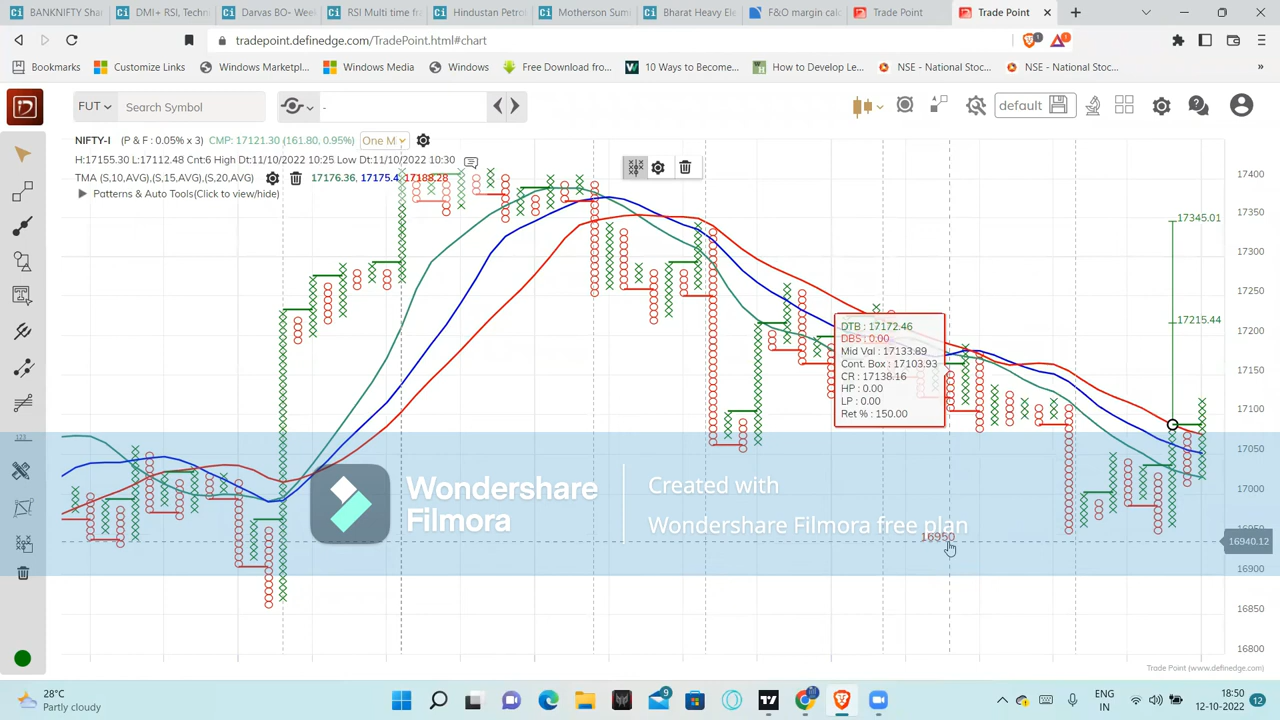 BANKNIFTY Shar
DMI+ RSI, Techn
Darvas BO- Week
RSI Multi time fra
Hindustan Petro
Motherson Sum
Bharat Heavy Ele
F&O margin calc
Trade Point
Trade Point
tradepoint.definedge.com/TradePoint.html#chart
Bookmarks
Customize Links
Windows Marketpl...
Windows Media
Windows
Free Download fro...
10 Ways to Become...
How to Develop Le...
NSE - National Stoc...
NSE - National Stoc...
FUT
Search Symbol
-
default
NIFTY-I (P & F : 0.05% x 3) CMP: 17121.30 (161.80, 0.95%) One M
H:17155.30 L:17112.48 Cnt:6 High Dt:11/10/2022 10:25 Low Dt:11/10/2022 10:30
TMA (S,10,AVG),(S,15,AVG),(S,20,AVG) 17176.36, 17175.4 17188.28
Patterns & Auto Tools(Click to view/hide)
17400
17350
17300
17250
17200
17150
17100
17050
17000
16950
16900
16850
16800
17345.01
17215.44
DTB : 17172.46
DBS : 0.00
Mid Val : 17133.89
Cont. Box : 17103.93
CR : 17138.16
HP : 0.00
LP : 0.00
Ret % : 150.00
Wondershare
Filmora
Created with
Wondershare Filmora free plan
16950
16940.12
123
Trade Point (www.definedge.com)
28°C
Partly cloudy
9
ENG
IN
18:50
12-10-2022
12